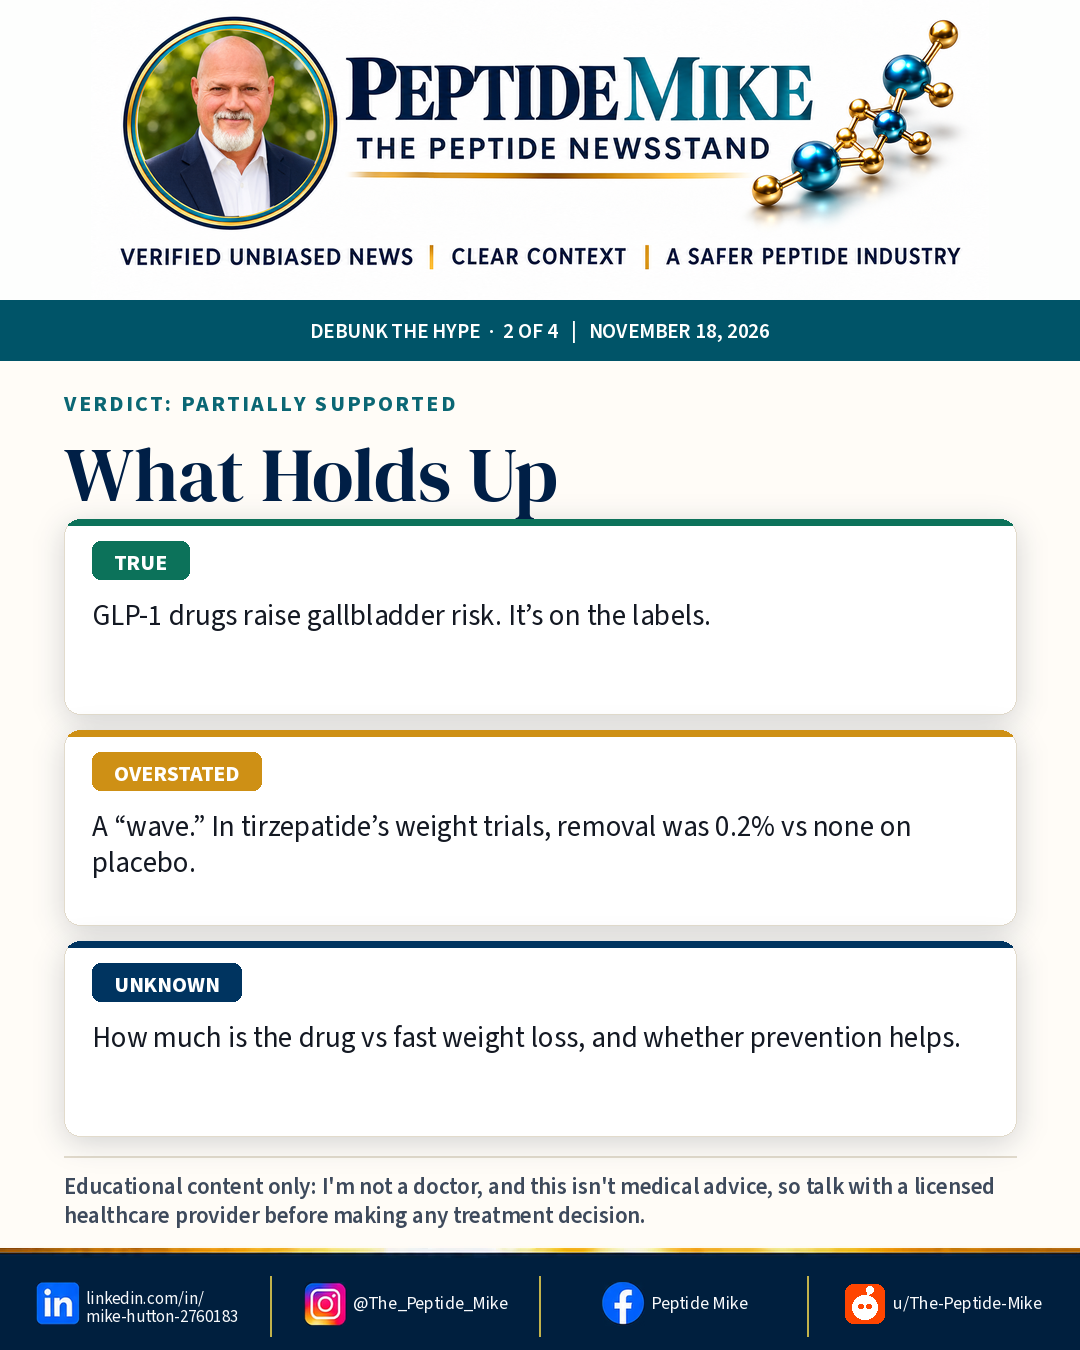 PEPTIDEMIKE
THE PEPTIDE NEWSSTAND
VERIFIED UNBIASED NEWS | CLEAR CONTEXT | A SAFER PEPTIDE INDUSTRY
DEBUNK THE HYPE · 2 OF 4 | NOVEMBER 18, 2026
VERDICT: PARTIALLY SUPPORTED
What Holds Up
TRUE
GLP-1 drugs raise gallbladder risk. It’s on the labels.
OVERSTATED
A “wave.” In tirzepatide’s weight trials, removal was 0.2% vs none on
placebo.
UNKNOWN
How much is the drug vs fast weight loss, and whether prevention helps.
Educational content only: I'm not a doctor, and this isn't medical advice, so talk with a licensed
healthcare provider before making any treatment decision.
linkedin.com/in/
mike-hutton-2760183
@The_Peptide_Mike
Peptide Mike
u/The-Peptide-Mike